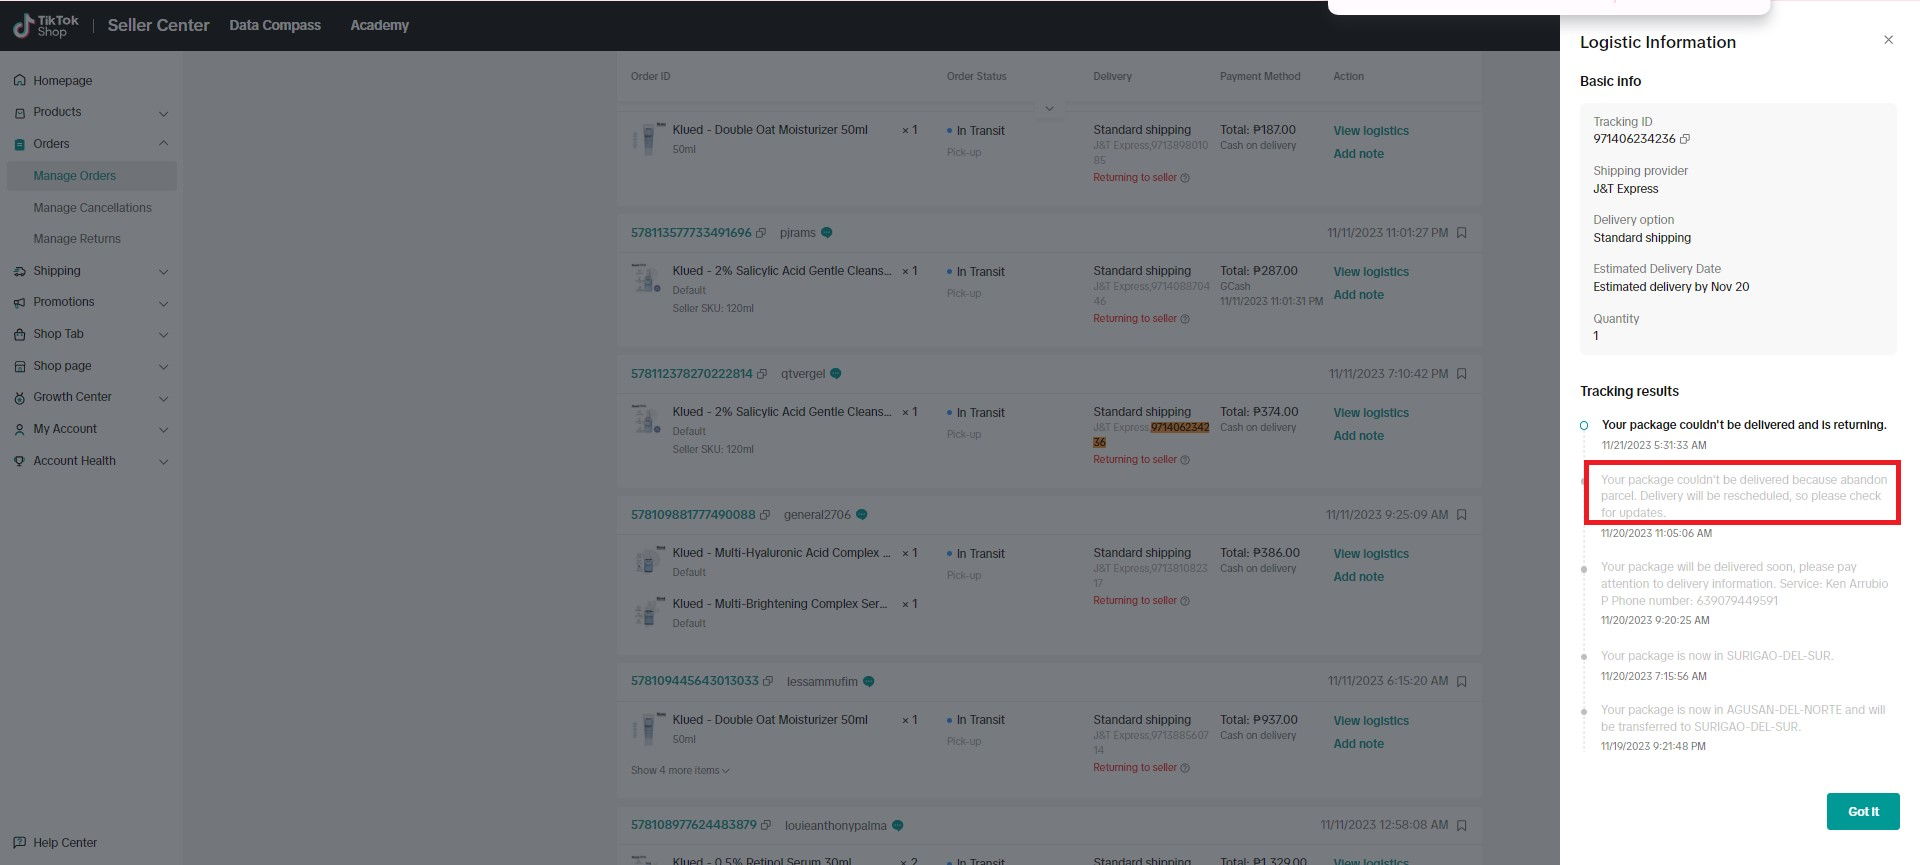 TikTok
Shop
Seller Center
Data Compass
Academy
Homepage
Products
Orders
Manage Orders
Manage Cancellations
Manage Returns
Shipping
Promotions
Shop Tab
Shop page
Growth Center
My Account
Account Health
Help Center
Order ID
Order Status
Delivery
Payment Method
Action
Klued - Double Oat Moisturizer 50ml
× 1
50ml
In Transit
Pick-up
Standard shipping
J&T Express,9713898010
85
Returning to seller
Total: ₱187.00
Cash on delivery
View logistics
Add note
578113577733491696
pjrams
11/11/2023 11:01:27 PM
Klued - 2% Salicylic Acid Gentle Cleans...
× 1
Default
Seller SKU: 120ml
In Transit
Pick-up
Standard shipping
J&T Express,9714088704
46
Returning to seller
Total: ₱287.00
GCash
11/11/2023 11:01:31 PM
View logistics
Add note
578112378270222814
qtvergel
11/11/2023 7:10:42 PM
Klued - 2% Salicylic Acid Gentle Cleans...
× 1
Default
Seller SKU: 120ml
In Transit
Pick-up
Standard shipping
J&T Express,9714062342
36
Returning to seller
Total: ₱374.00
Cash on delivery
View logistics
Add note
578109881777490088
general2706
11/11/2023 9:25:09 AM
Klued - Multi-Hyaluronic Acid Complex ...
× 1
Default
Klued - Multi-Brightening Complex Ser...
× 1
Default
In Transit
Pick-up
Standard shipping
J&T Express,9713810823
17
Returning to seller
Total: ₱386.00
Cash on delivery
View logistics
Add note
578109445643013033
lessammufim
11/11/2023 6:15:20 AM
Klued - Double Oat Moisturizer 50ml
× 1
50ml
Show 4 more items
In Transit
Pick-up
Standard shipping
J&T Express,9713885607
14
Returning to seller
Total: ₱937.00
Cash on delivery
View logistics
Add note
578108977624483879
louieanthonypalma
11/11/2023 12:58:08 AM
Klued - 0.5% Retinol Serum 30ml
× 2
In Transit
Standard shipping
Total: ₱1,329.00
View logistics
Logistic Information
Basic info
Tracking ID
971406234236
Shipping provider
J&T Express
Delivery option
Standard shipping
Estimated Delivery Date
Estimated delivery by Nov 20
Quantity
1
Tracking results
Your package couldn't be delivered and is returning.
11/21/2023 5:31:33 AM
Your package couldn't be delivered because abandon
parcel. Delivery will be rescheduled, so please check
for updates.
11/20/2023 11:05:06 AM
Your package will be delivered soon, please pay
attention to delivery information. Service: Ken Arrubio
P Phone number: 639079449591
11/20/2023 9:20:25 AM
Your package is now in SURIGAO-DEL-SUR.
11/20/2023 7:15:56 AM
Your package is now in AGUSAN-DEL-NORTE and will
be transferred to SURIGAO-DEL-SUR.
11/19/2023 9:21:48 PM
Got it